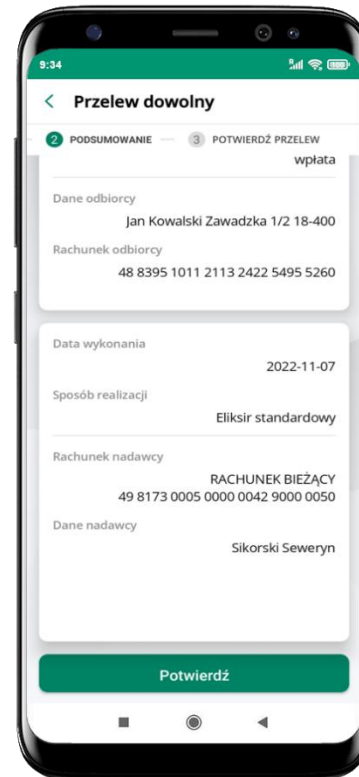 9:34
Przelew dowolny
2 PODSUMOWANIE 3 POTWIERDŹ PRZELEW
wpłata
Dane odbiorcy
Jan Kowalski Zawadzka 1/2 18-400
Rachunek odbiorcy
48 8395 1011 2113 2422 5495 5260
Data wykonania
2022-11-07
Sposób realizacji
Eliksir standardowy
Rachunek nadawcy
RACHUNEK BIEŻĄCY
49 8173 0005 0000 0042 9000 0050
Dane nadawcy
Sikorski Seweryn
Potwierdź